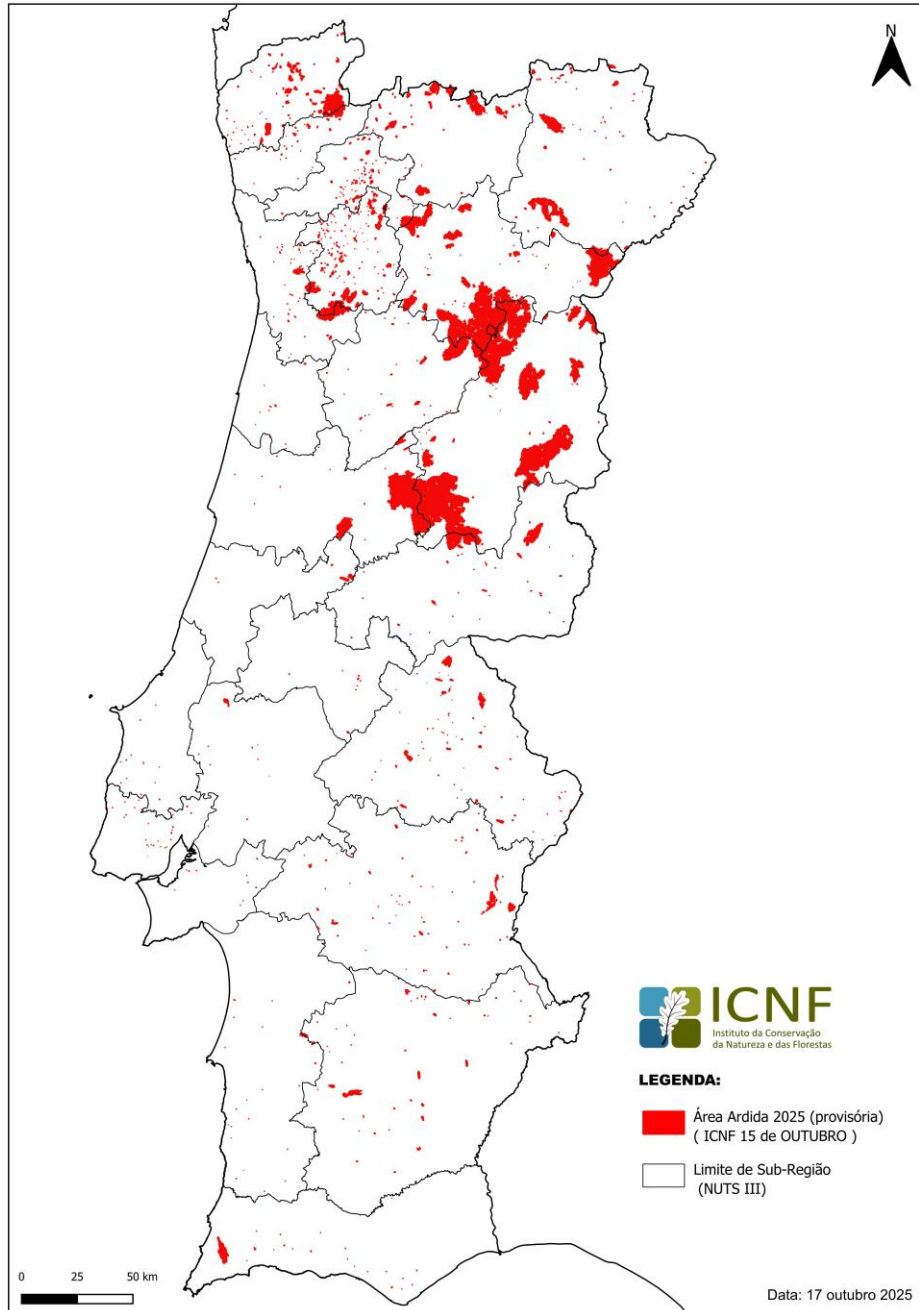 N
ICNF
Instituto da Conservação
da Natureza e das Florestas
LEGENDA:
Área Ardida 2025 (provisória)
( ICNF 15 de OUTUBRO )
Limite de Sub-Região
(NUTS III)
0 25 50 km
Data: 17 outubro 2025